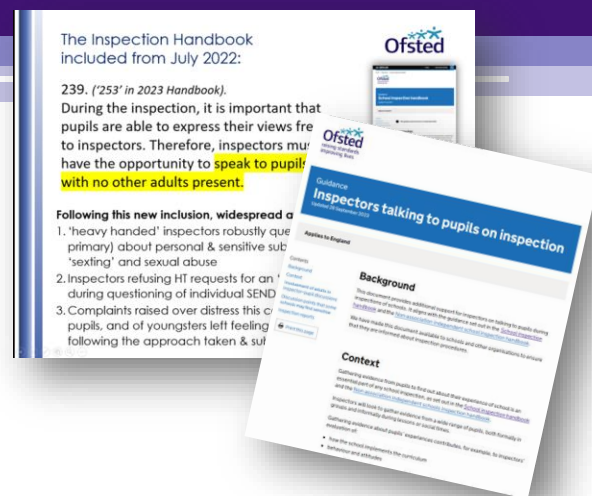 The Inspection Handbook
included from July 2022:
Ofsted
239. ('253' in 2023 Handbook).
During the inspection, it is important that
pupils are able to express their views
to inspectors. Therefore, inspectors
have the opportunity to speak to pupils
with no other adults present.
Following this new inclusion, widespread
1. 'heavy handed' inspectors robustly
primary) about personal & sensitive
'sexting' and sexual abuse
2. Inspectors refusing HT requests for an
during questioning of individual SEND
3. Complaints raised over distress this
pupils, and of youngsters left feeling
following the approach taken &
Ofsted
raising standards
improving lives
Guidance
Inspectors talking to pupils on inspection
Updated 29 September 2023
Applies to England
Contents
Background
Context
Print this page
Background
This document provides additional support for inspectors on talking to pupils during
inspections of schools. It aligns with the guidance set out in the School inspection
handbook and the Non-association independent school inspection handbook.
We have made this document available to schools and other organisations to ensure
that they are informed about inspection procedures.
Context
Gathering evidence from pupils to find out about their experience of school is an
essential part of any school inspection, as set out in the School inspection handbook
and the Non-association independent schools inspection handbook.
Inspectors will look to gather evidence from a wide range of pupils, both formally in
groups and informally during lessons or social times.
Gathering evidence about pupils' experiences contributes, for example, to inspectors'
evaluation of:
how the school implements the curriculum
behaviour and attitudes